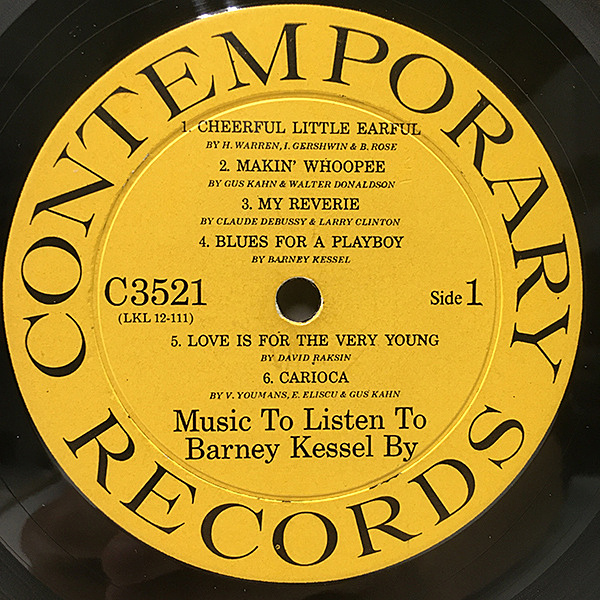 CONTEMPORARY
RECORDS
1. CHEERFUL LITTLE EARFUL
BY H. WARREN, I. GERSHWIN & B. ROSE
2. MAKIN' WHOOPEE
BY GUS KAHN & WALTER DONALDSON
3. MY REVERIE
BY CLAUDE DEBUSSY & LARRY CLINTON
4. BLUES FOR A PLAYBOY
BY BARNEY KESSEL
C3521
(LKL 12-111)
Side 1
5. LOVE IS FOR THE VERY YOUNG
BY DAVID RAKSIN
6. CARIOCA
BY V. YOUMANS, E. ELISCU & GUS KAHN
Music To Listen To
Barney Kessel By